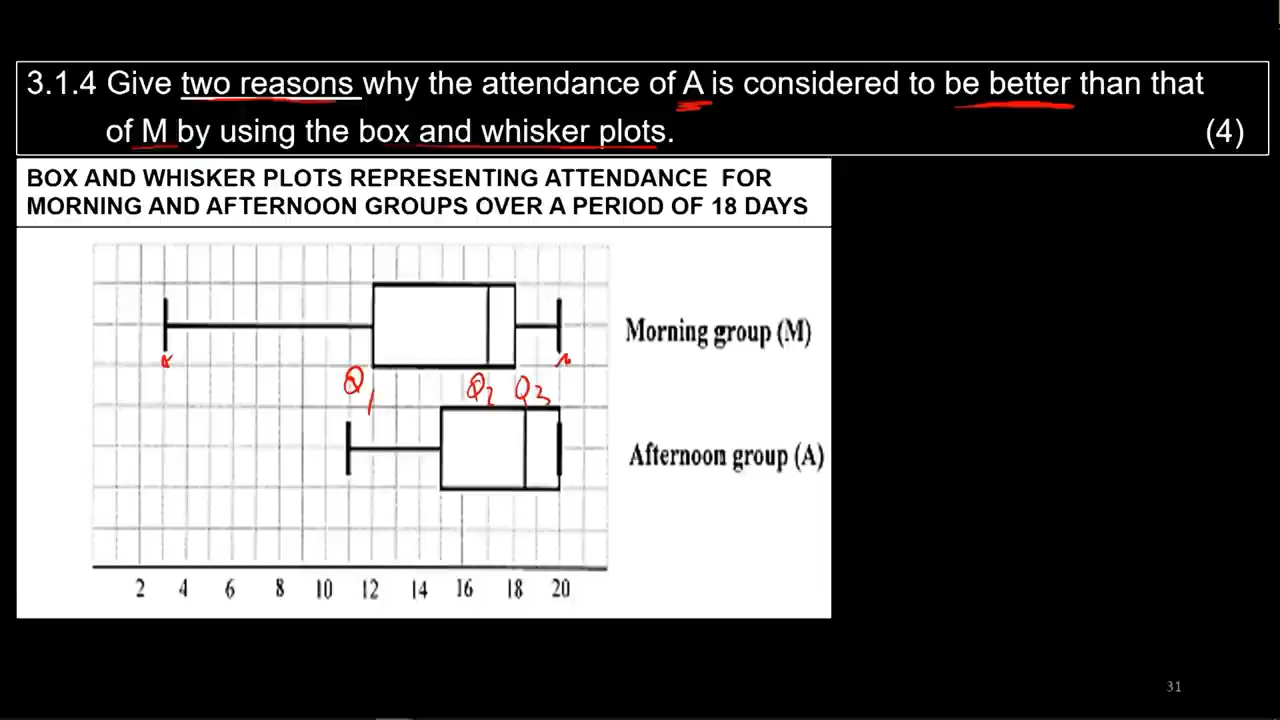 3.1.4 Give two reasons why the attendance of A is considered to be better than that
of M by using the box and whisker plots. (4)
BOX AND WHISKER PLOTS REPRESENTING ATTENDANCE FOR
MORNING AND AFTERNOON GROUPS OVER A PERIOD OF 18 DAYS
Morning group (M)
Q1 Q2 Q3
Afternoon group (A)
2 4 6 8 10 12 14 16 18 20
31